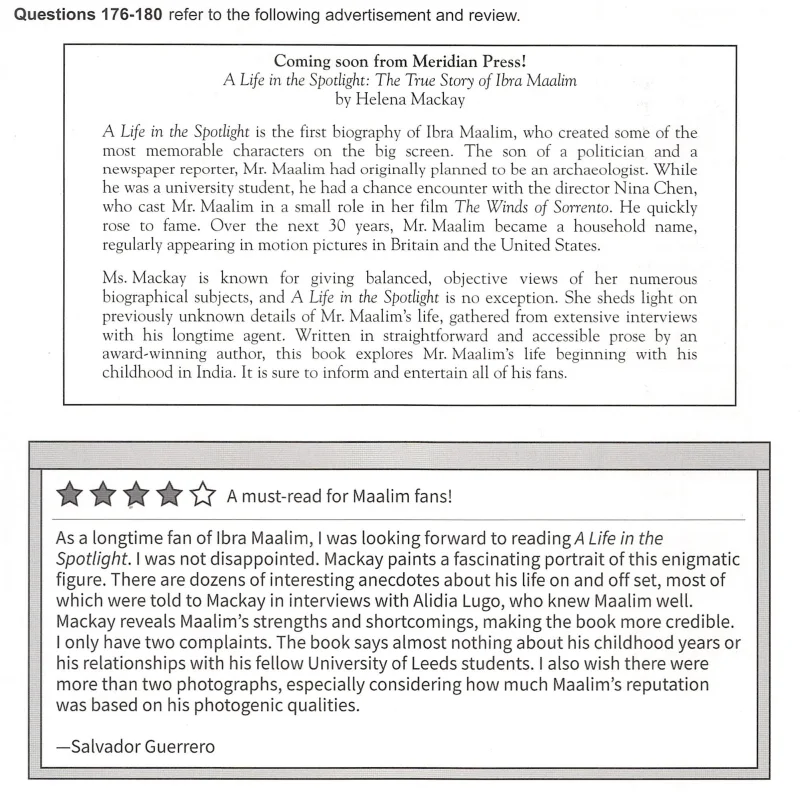 Questions 176-180 refer to the following advertisement and review.
Coming soon from Meridian Press!
A Life in the Spotlight: The True Story of Ibra Maalim
by Helena Mackay
A Life in the Spotlight is the first biography of Ibra Maalim, who created some of the
most memorable characters on the big screen. The son of a politician and a
newspaper reporter, Mr. Maalim had originally planned to be an archaeologist. While
he was a university student, he had a chance encounter with the director Nina Chen,
who cast Mr. Maalim in a small role in her film The Winds of Sorrento. He quickly
rose to fame. Over the next 30 years, Mr. Maalim became a household name,
regularly appearing in motion pictures in Britain and the United States.
Ms. Mackay is known for giving balanced, objective views of her numerous
biographical subjects, and A Life in the Spotlight is no exception. She sheds light on
previously unknown details of Mr. Maalim's life, gathered from extensive interviews
with his longtime agent. Written in straightforward and accessible prose by an
award-winning author, this book explores Mr. Maalim's life beginning with his
childhood in India. It is sure to inform and entertain all of his fans.
A must-read for Maalim fans!
As a longtime fan of Ibra Maalim, I was looking forward to reading A Life in the
Spotlight. I was not disappointed. Mackay paints a fascinating portrait of this enigmatic
figure. There are dozens of interesting anecdotes about his life on and off set, most of
which were told to Mackay in interviews with Alidia Lugo, who knew Maalim well.
Mackay reveals Maalim's strengths and shortcomings, making the book more credible.
I only have two complaints. The book says almost nothing about his childhood years or
his relationships with his fellow University of Leeds students. I also wish there were
more than two photographs, especially considering how much Maalim's reputation
was based on his photogenic qualities.
—Salvador Guerrero